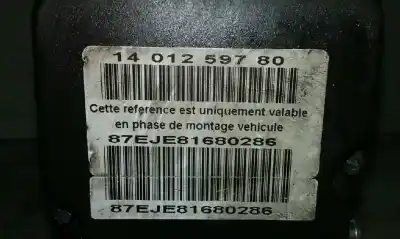 14 012 597 80
Cette reference est uniquement valable
en phase de montage vehicule
87EJE81680286
87EJE81680286